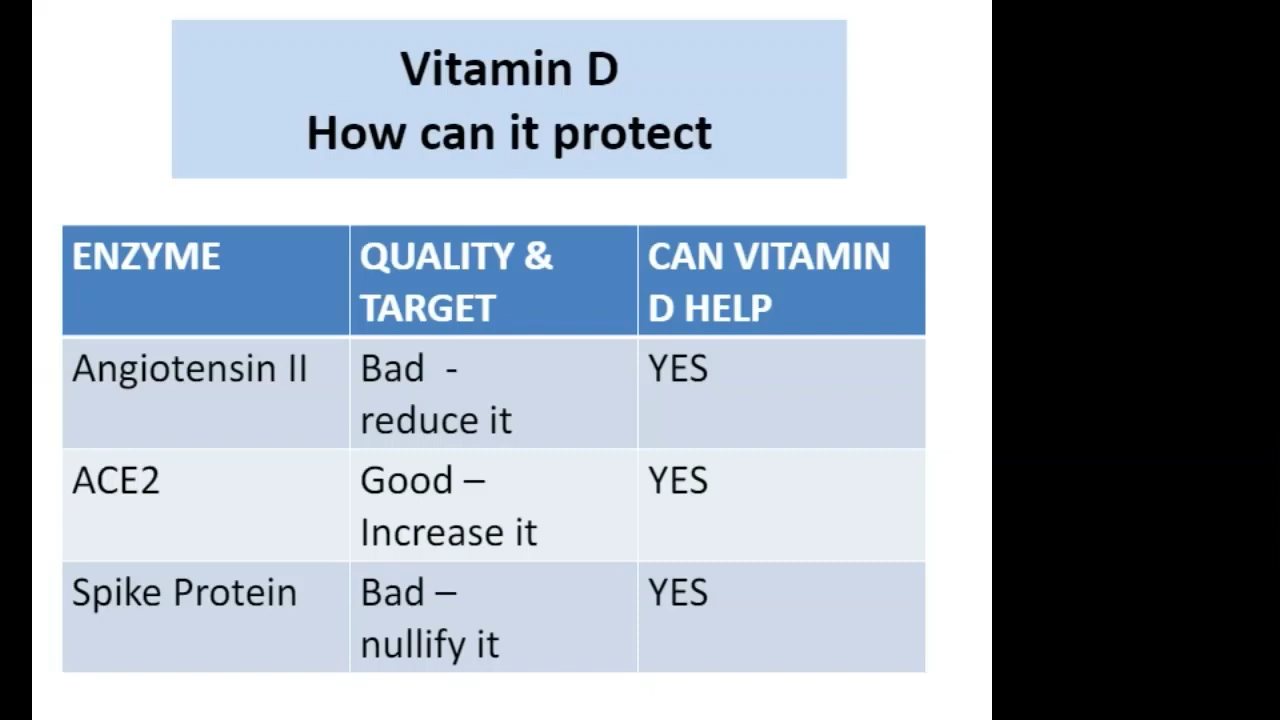 Vitamin D
How can it protect
ENZYME
QUALITY &
TARGET
CAN VITAMIN
D HELP
Angiotensin II
Bad -
reduce it
YES
ACE2
Good –
Increase it
YES
Spike Protein
Bad –
nullify it
YES